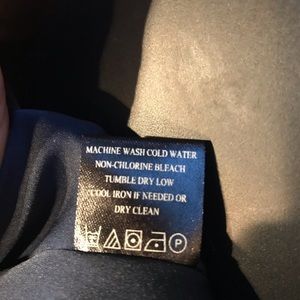 MACHINE WASH COLD WATER
NON-CHLORINE BLEACH
TUMBLE DRY LOW
COOL IRON IF NEEDED OR
DRY CLEAN
P